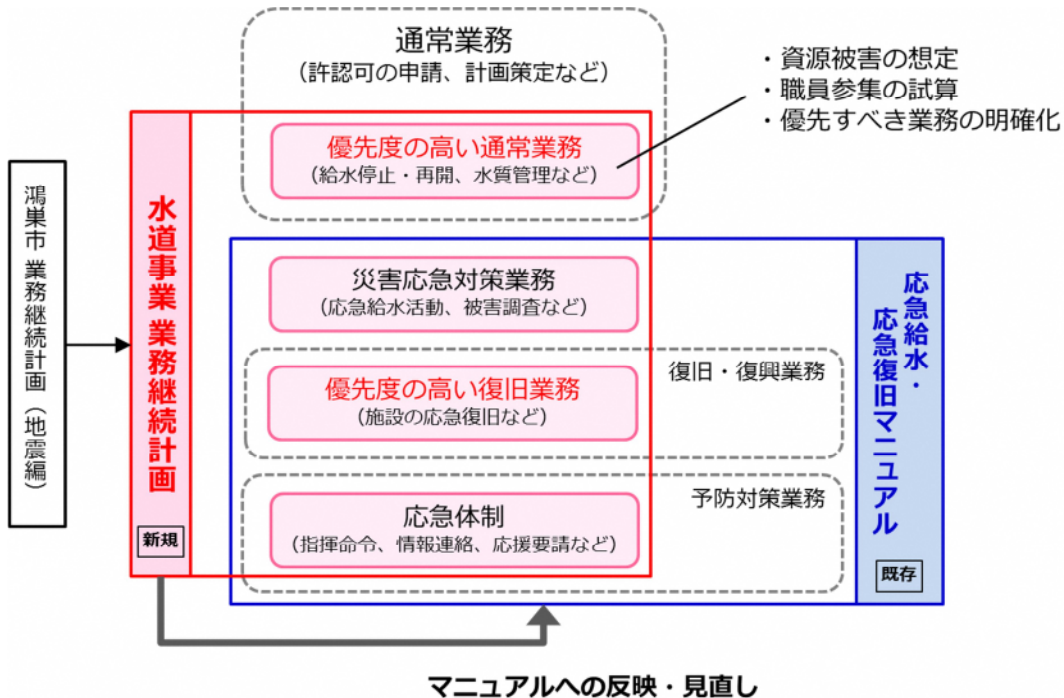 通常業務
（許認可の申請、計画策定など）
・資源被害の想定
・職員参集の試算
・優先すべき業務の明確化
優先度の高い通常業務
（給水停止・再開、水質管理など）
鴻巣市 業務継続計画（地震編）
水道事業 業務継続計画
新規
災害応急対策業務
（応急給水活動、被害調査など）
復旧・復興業務
優先度の高い復旧業務
（施設の応急復旧など）
予防対策業務
応急体制
（指揮命令、情報連絡、応援要請など）
応急給水・
応急復旧マニュアル
既存
マニュアルへの反映・見直し